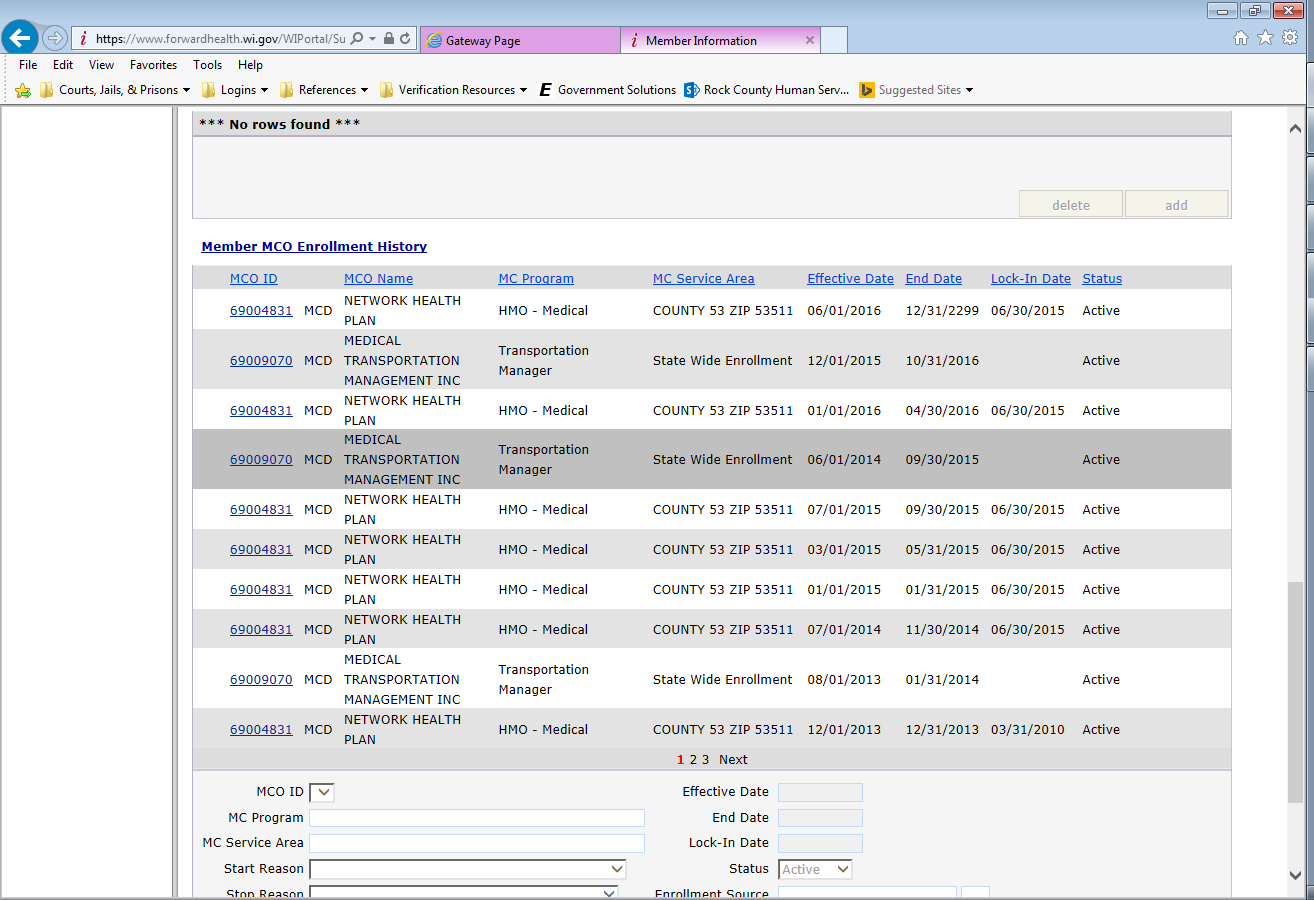 https://www.forwardhealth.wi.gov/WIPortal/Su
Gateway Page
Member Information
File Edit View Favorites Tools Help
Courts, Jails, & Prisons Logins References Verification Resources Government Solutions Rock County Human Serv... Suggested Sites
*** No rows found ***
delete add
Member MCO Enrollment History
MCO ID MCO Name MC Program MC Service Area Effective Date End Date Lock-In Date Status
69004831 MCD NETWORK HEALTH PLAN HMO - Medical COUNTY 53 ZIP 53511 06/01/2016 12/31/2299 06/30/2015 Active
69009070 MCD MEDICAL TRANSPORTATION MANAGEMENT INC Transportation Manager State Wide Enrollment 12/01/2015 10/31/2016 Active
69004831 MCD NETWORK HEALTH PLAN HMO - Medical COUNTY 53 ZIP 53511 01/01/2016 04/30/2016 06/30/2015 Active
69009070 MCD MEDICAL TRANSPORTATION MANAGEMENT INC Transportation Manager State Wide Enrollment 06/01/2014 09/30/2015 Active
69004831 MCD NETWORK HEALTH PLAN HMO - Medical COUNTY 53 ZIP 53511 07/01/2015 09/30/2015 06/30/2015 Active
69004831 MCD NETWORK HEALTH PLAN HMO - Medical COUNTY 53 ZIP 53511 03/01/2015 05/31/2015 06/30/2015 Active
69004831 MCD NETWORK HEALTH PLAN HMO - Medical COUNTY 53 ZIP 53511 01/01/2015 01/31/2015 06/30/2015 Active
69004831 MCD NETWORK HEALTH PLAN HMO - Medical COUNTY 53 ZIP 53511 07/01/2014 11/30/2014 06/30/2015 Active
69009070 MCD MEDICAL TRANSPORTATION MANAGEMENT INC Transportation Manager State Wide Enrollment 08/01/2013 01/31/2014 Active
69004831 MCD NETWORK HEALTH PLAN HMO - Medical COUNTY 53 ZIP 53511 12/01/2013 12/31/2013 03/31/2010 Active
1 2 3 Next
MCO ID Effective Date
MC Program End Date
MC Service Area Lock-In Date
Start Reason Status Active
Stop Reason Enrollment Source